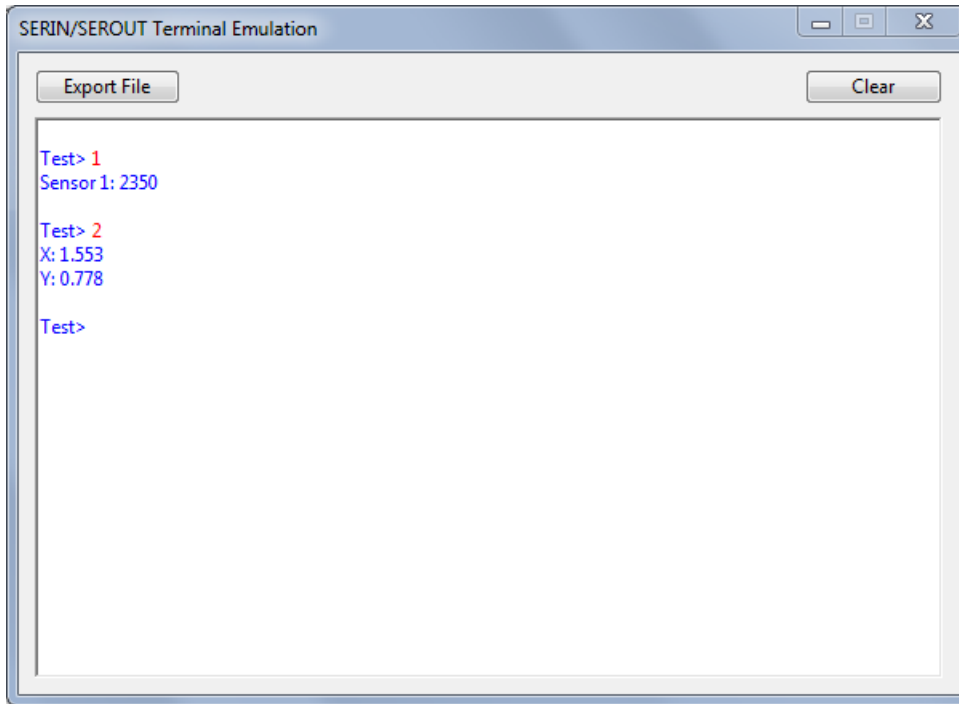 SERIN/SEROUT Terminal Emulation
Export File
Clear
Test> 1
Sensor 1: 2350
Test> 2
X: 1.553
Y: 0.778
Test>